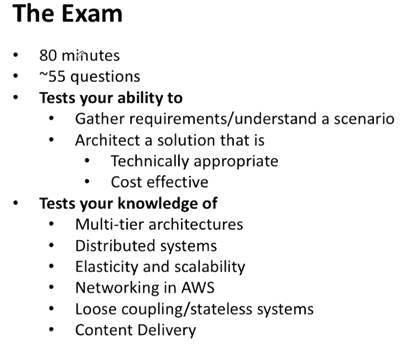 The Exam
• 80 minutes
• ~55 questions
• Tests your ability to
• Gather requirements/understand a scenario
• Architect a solution that is
• Technically appropriate
• Cost effective
• Tests your knowledge of
• Multi-tier architectures
• Distributed systems
• Elasticity and scalability
• Networking in AWS
• Loose coupling/stateless systems
• Content Delivery